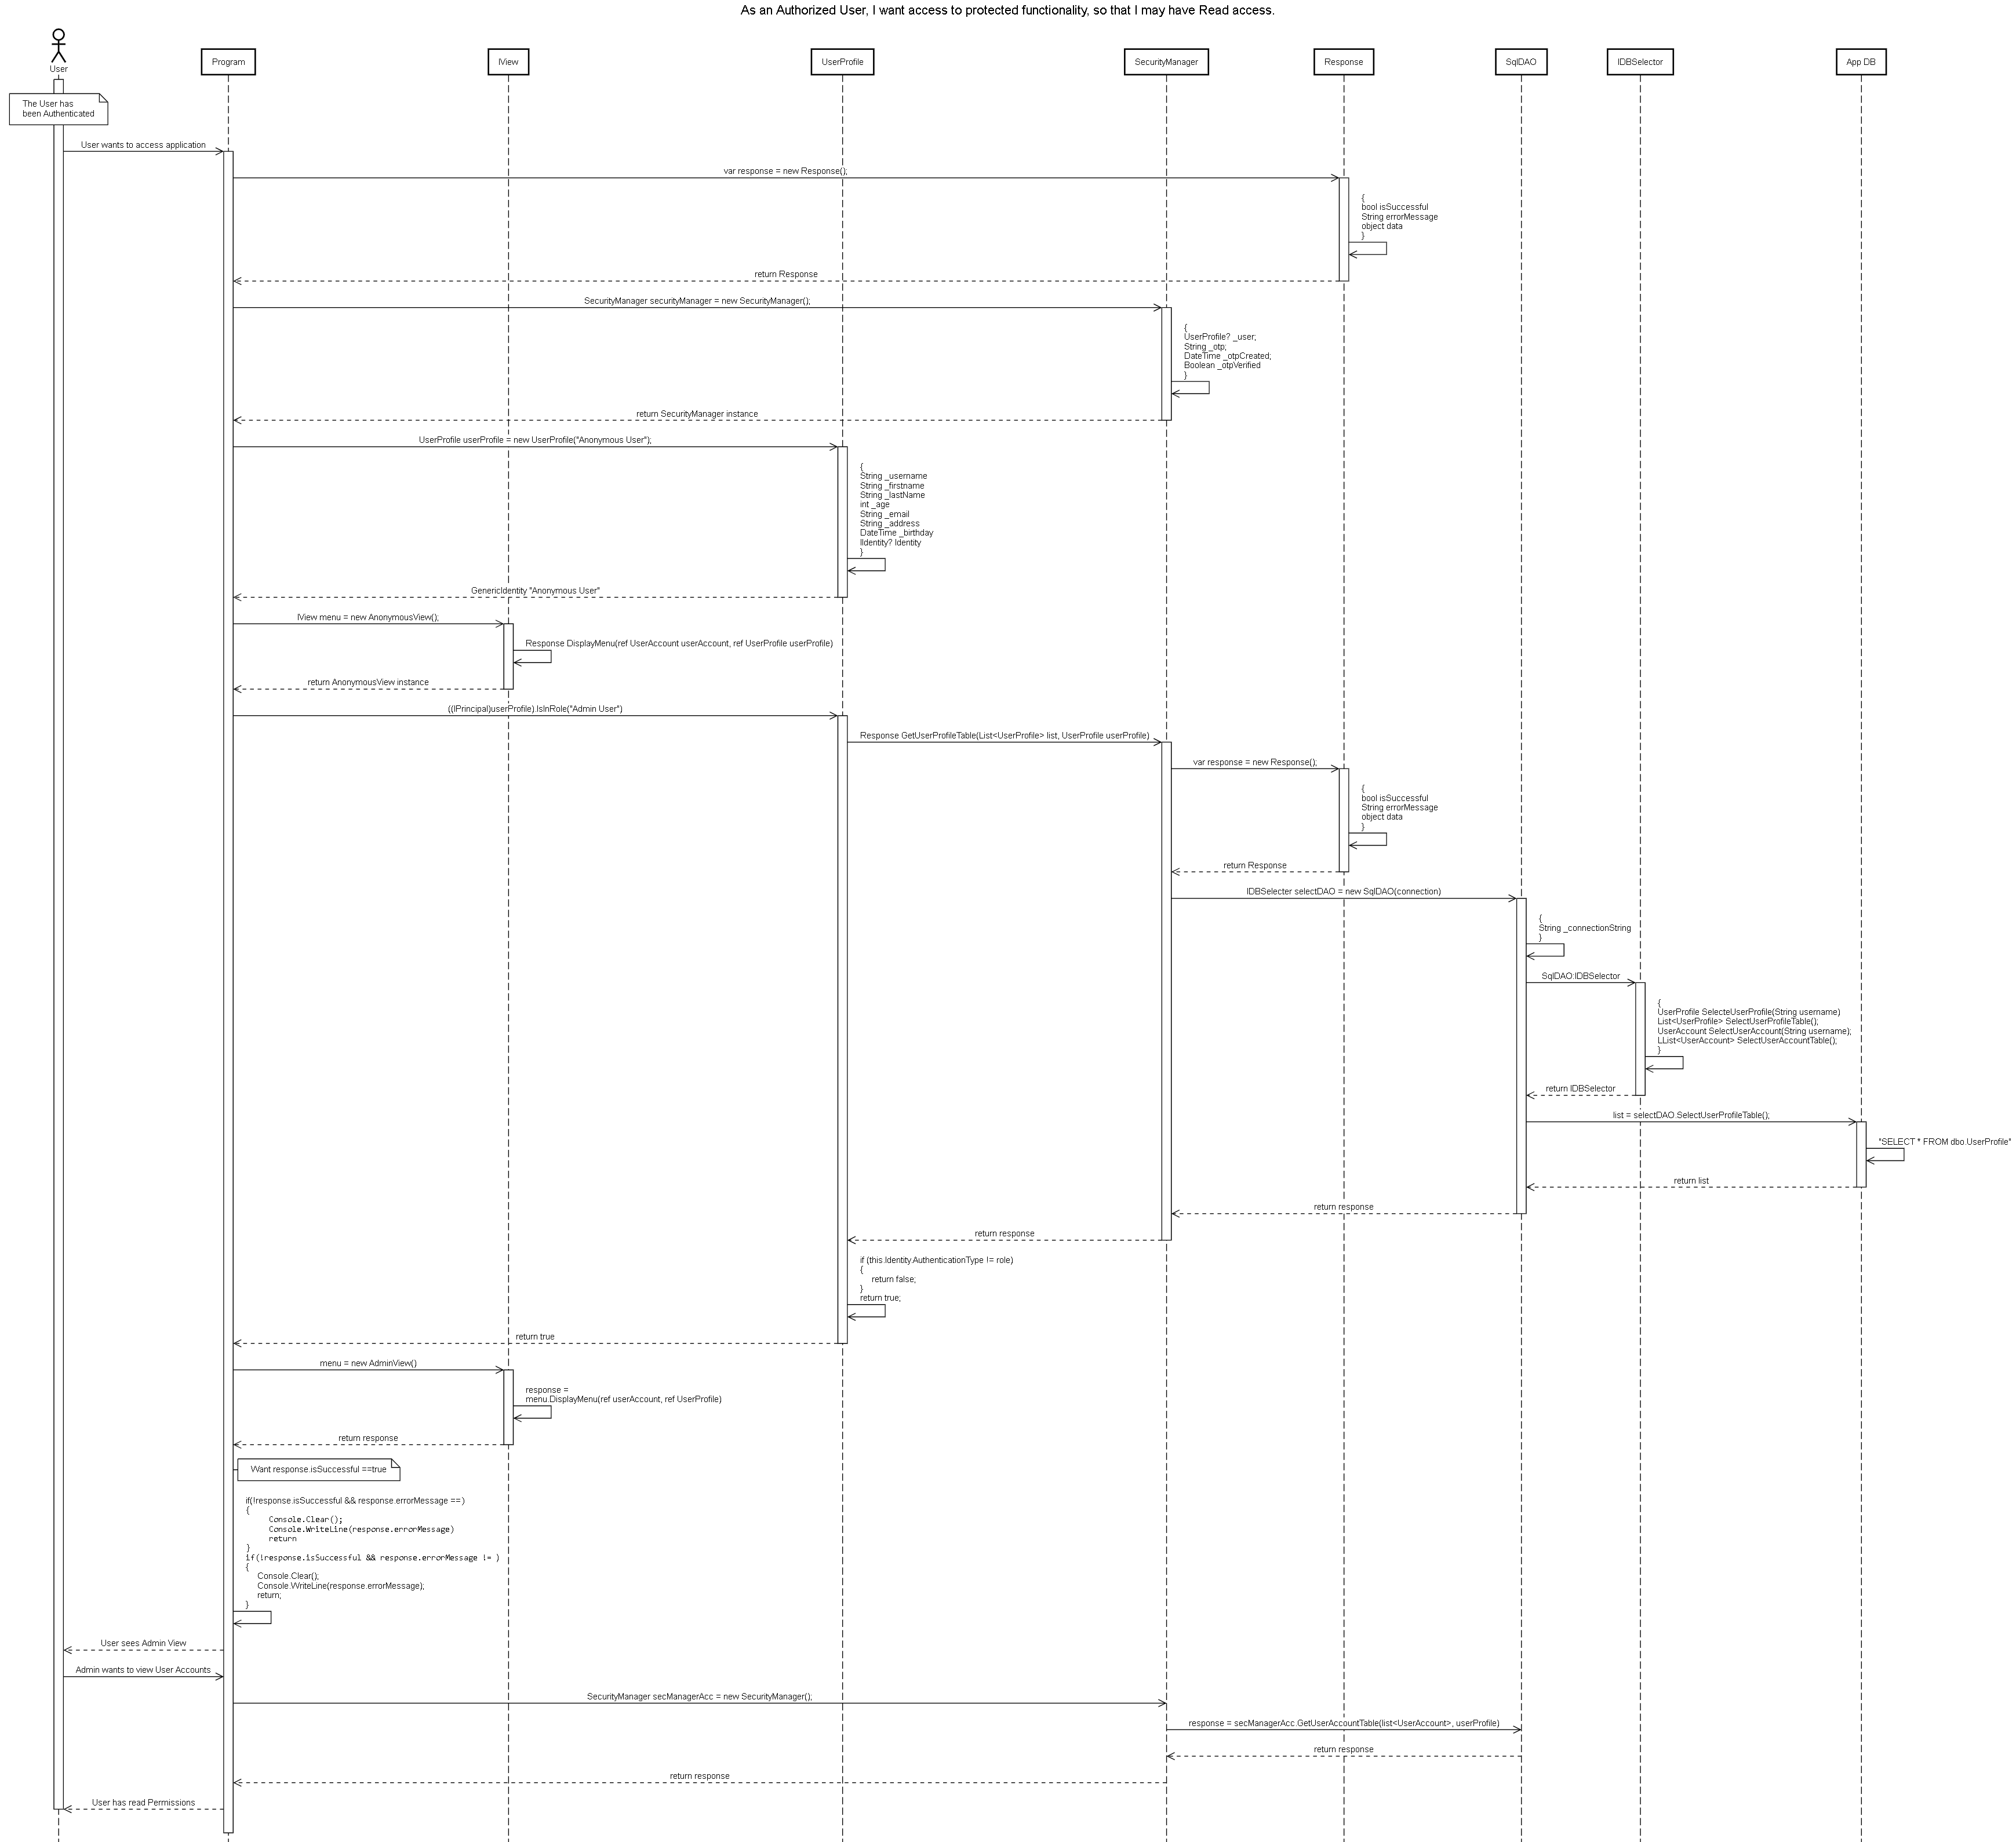 As an Authorized User, I want access to protected functionality, so that I may have Read access.
User
Program
IView
UserProfile
SecurityManager
Response
SqlDAO
IDBSelector
App DB
The User has
been Authenticated
User wants to access application
var response = new Response();
{
bool isSuccessful
String errorMessage
object data
}
return Response
SecurityManager securityManager = new SecurityManager();
{
UserProfile? _user;
String _otp;
DateTime _otpCreated;
Boolean _otpVerified
}
return SecurityManager instance
UserProfile userProfile = new UserProfile("Anonymous User");
{
String _username
String _firstname
String _lastName
int _age
String _email
String _address
DateTime _birthday
IIdentity? Identity
}
GenericIdentity "Anonymous User"
IView menu = new AnonymousView();
Response DisplayMenu(ref UserAccount userAccount, ref UserProfile userProfile)
return AnonymousView instance
((IPrincipal)userProfile).IsInRole("Admin User")
Response GetUserProfileTable(List<UserProfile> list, UserProfile userProfile)
var response = new Response();
{
bool isSuccessful
String errorMessage
object data
}
return Response
IDBSelecter selectDAO = new SqlDAO(connection)
{
String _connectionString
}
SqlDAO:IDBSelector
{
UserProfile SelecteUserProfile(String username)
List<UserProfile> SelectUserProfileTable();
UserAccount SelectUserAccount(String username);
LList<UserAccount> SelectUserAccountTable();
}
return IDBSelector
list = selectDAO.SelectUserProfileTable();
"SELECT * FROM dbo.UserProfile"
return list
return response
return response
if (this.Identity.AuthenticationType != role)
{
return false;
}
return true;
return true
menu = new AdminView()
response =
menu.DisplayMenu(ref userAccount, ref UserProfile)
return response
Want response.isSuccessful ==true
if(!response.isSuccessful && response.errorMessage ==)
{
Console.Clear();
Console.WriteLine(response.errorMessage)
return
}
if(!response.isSuccessful && response.errorMessage != )
{
Console.Clear();
Console.WriteLine(response.errorMessage);
return;
}
User sees Admin View
Admin wants to view User Accounts
SecurityManager secManagerAcc = new SecurityManager();
response = secManagerAcc.GetUserAccountTable(list<UserAccount>, userProfile)
return response
return response
User has read Permissions